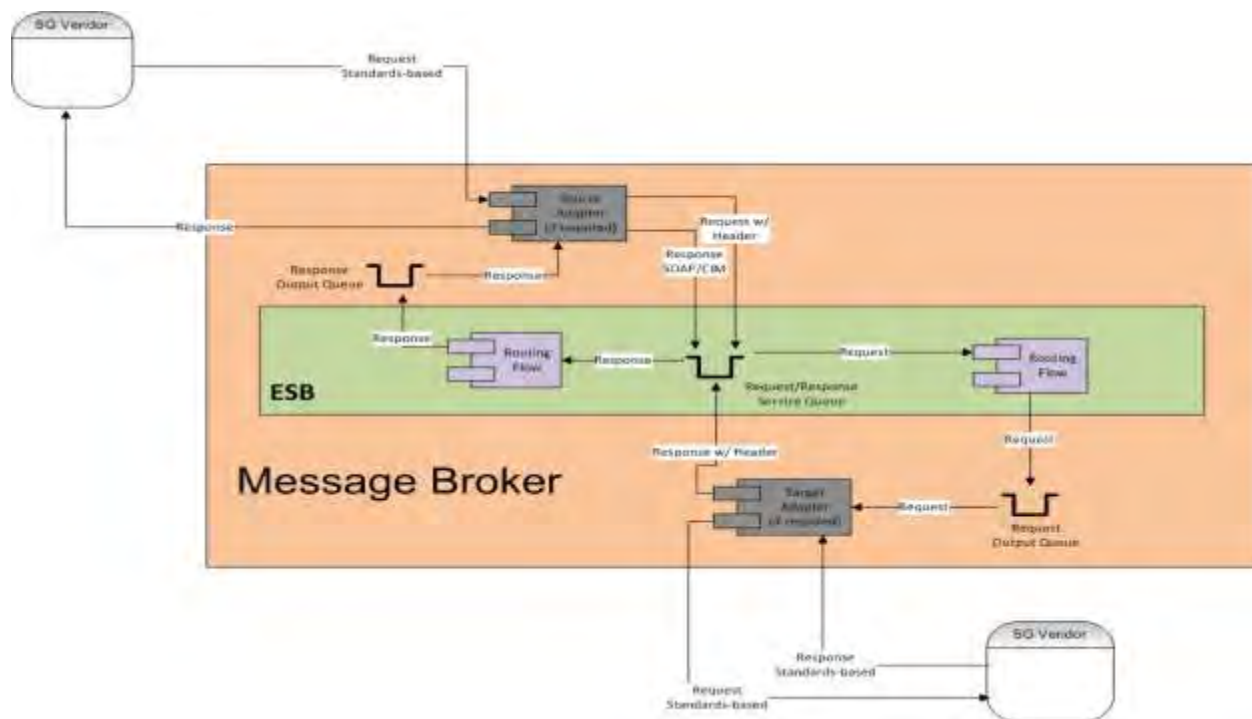 SG Vendor
Request
Standards-based
Source
Adapter
(if required)
Request w/
Header
Response
Response
SOAP/CIM
Response
Output Queue
Response
Response
Routing
Flow
Response
Request
Routing
Flow
ESB
Request/Response
Service Queue
Request
Response w/ Header
Message Broker
Target
Adapter
(if required)
Request
Request
Output Queue
SG Vendor
Response
Standards-based
Request
Standards-based